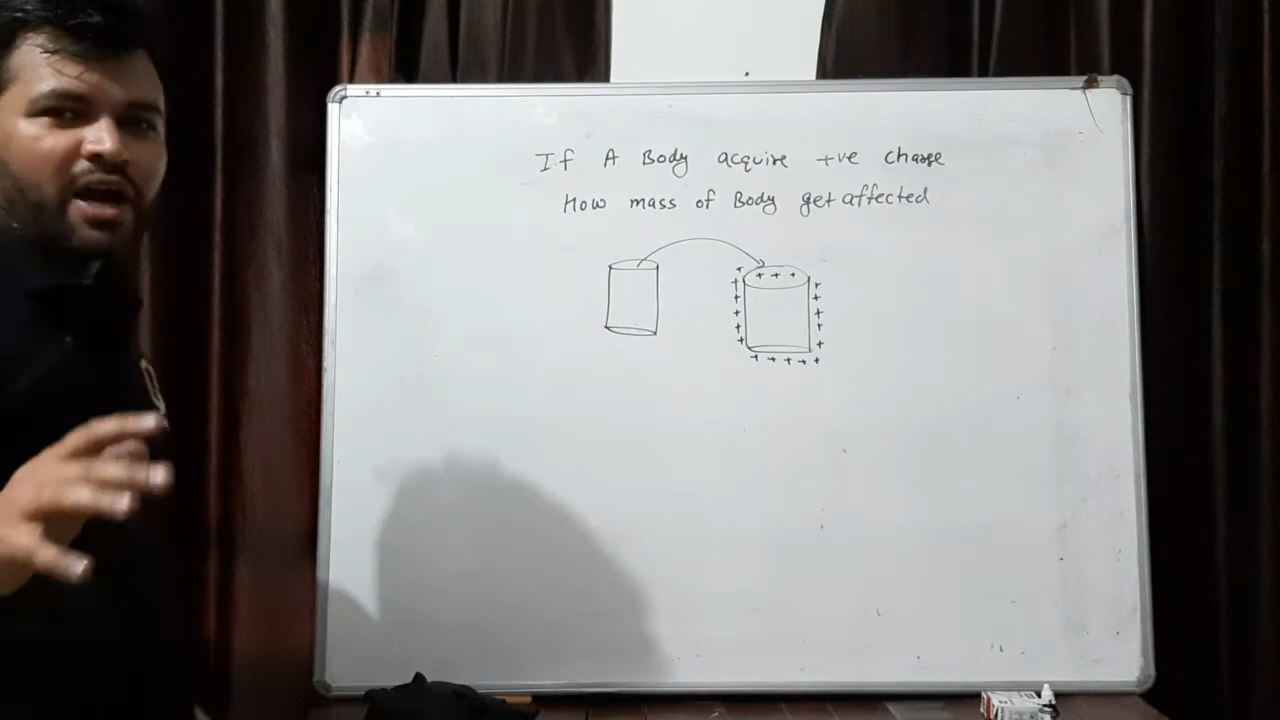 If A Body acquire +ve charge
How mass of Body get affected
+ + +
+ + + + + +
+ + + + + +
+ + + + +